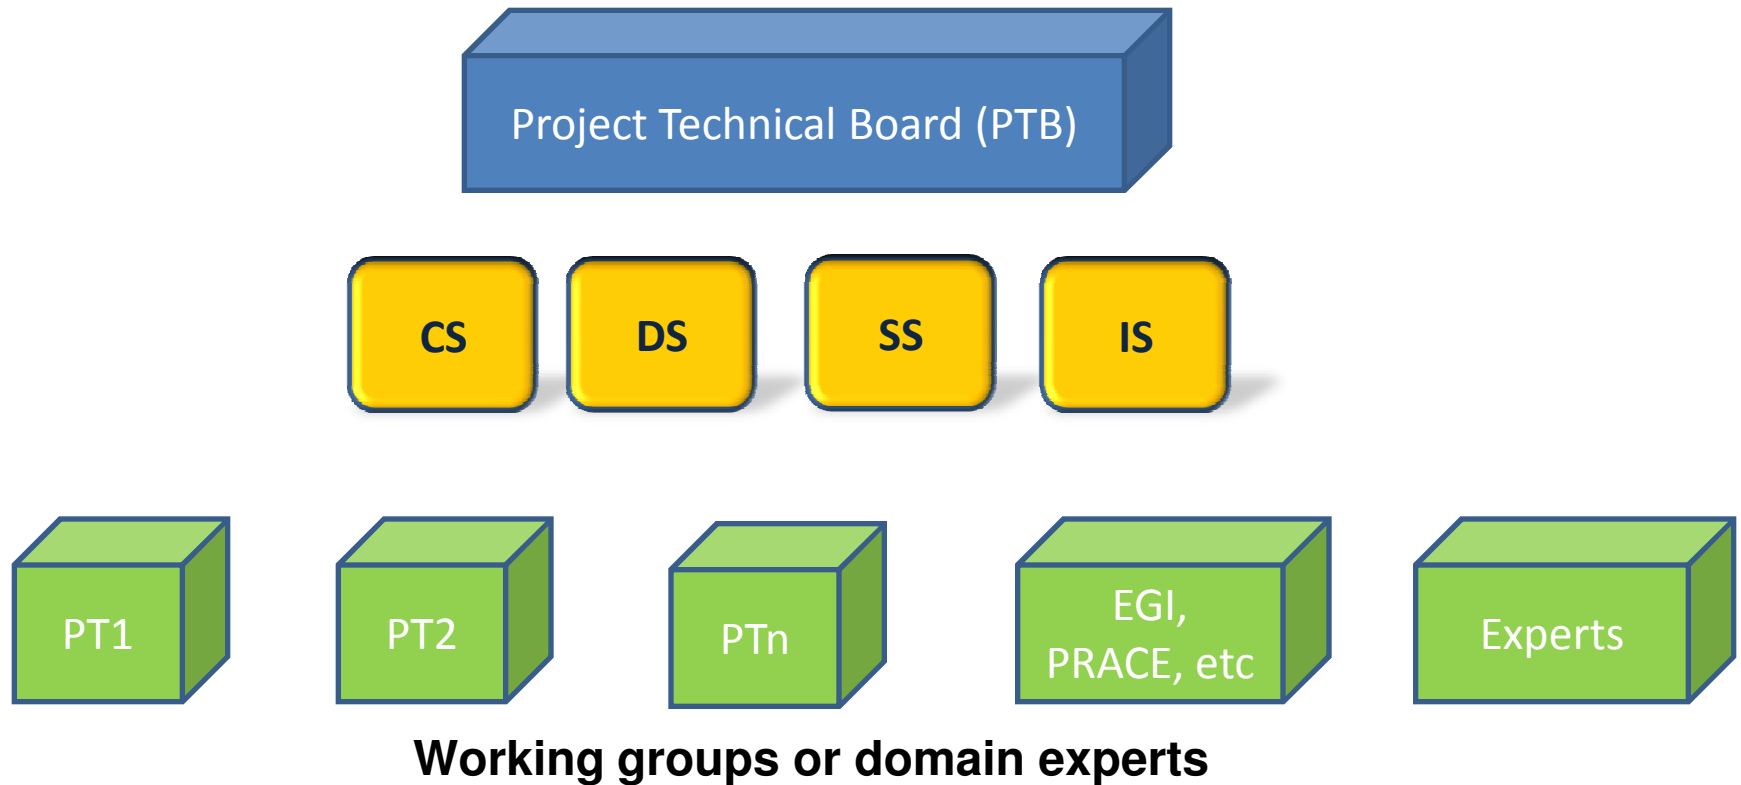 Project Technical Board (PTB)
CS
DS
SS
IS
PT1
PT2
PTn
EGI,
PRACE, etc
Experts
Working groups or domain experts